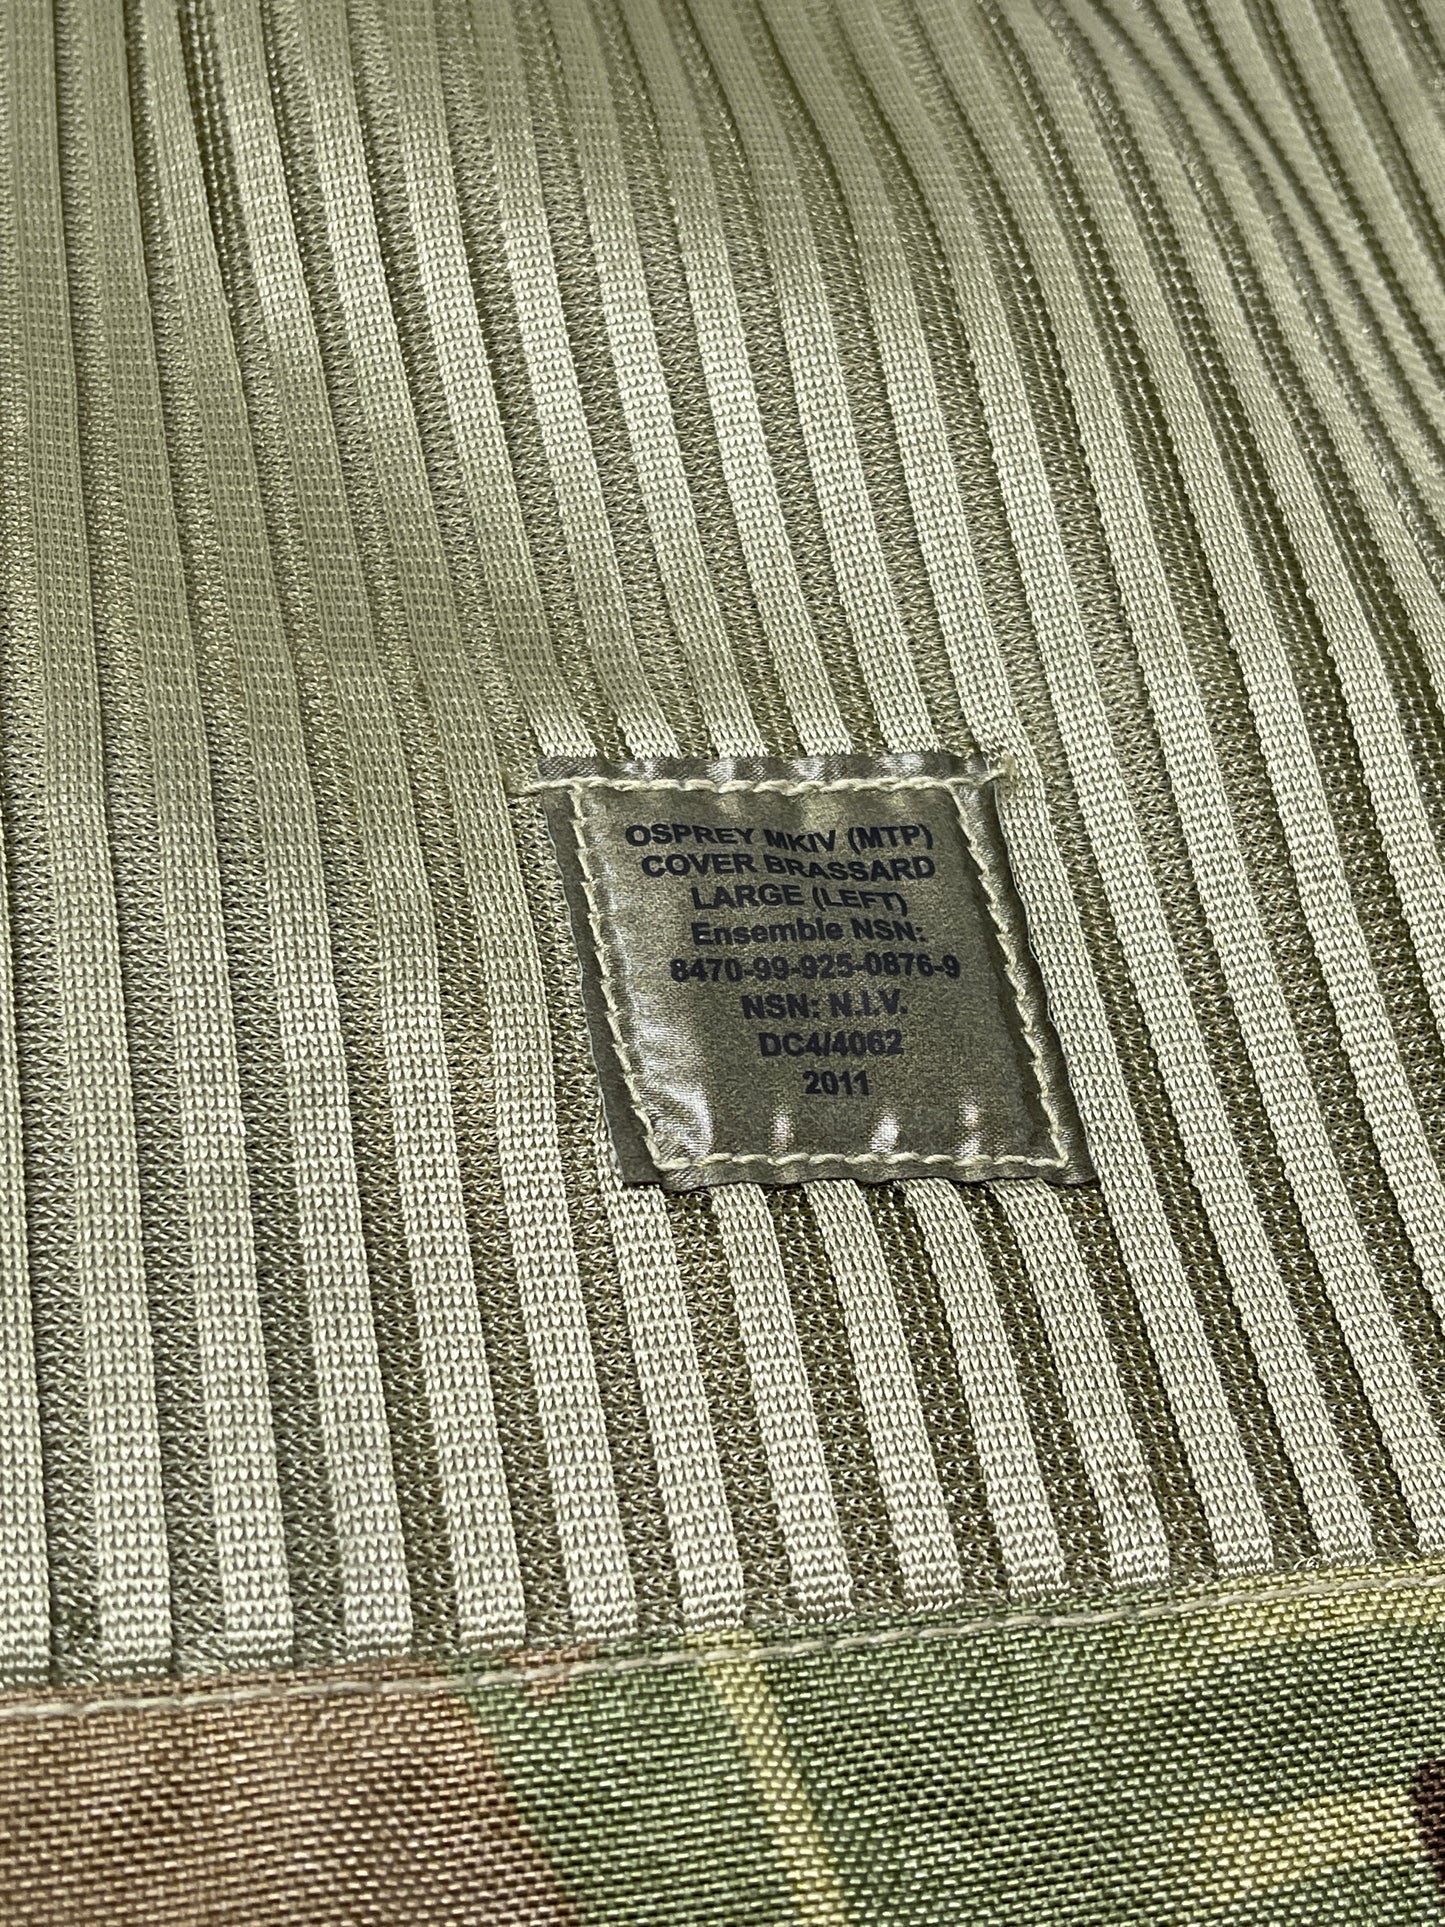 OSPREY MKIV (MTP)
COVER BRASSARD
LARGE (LEFT)
Ensemble NSN:
8470-99-925-0876-9
NSN: N.I.V.
DC4/4062
2011